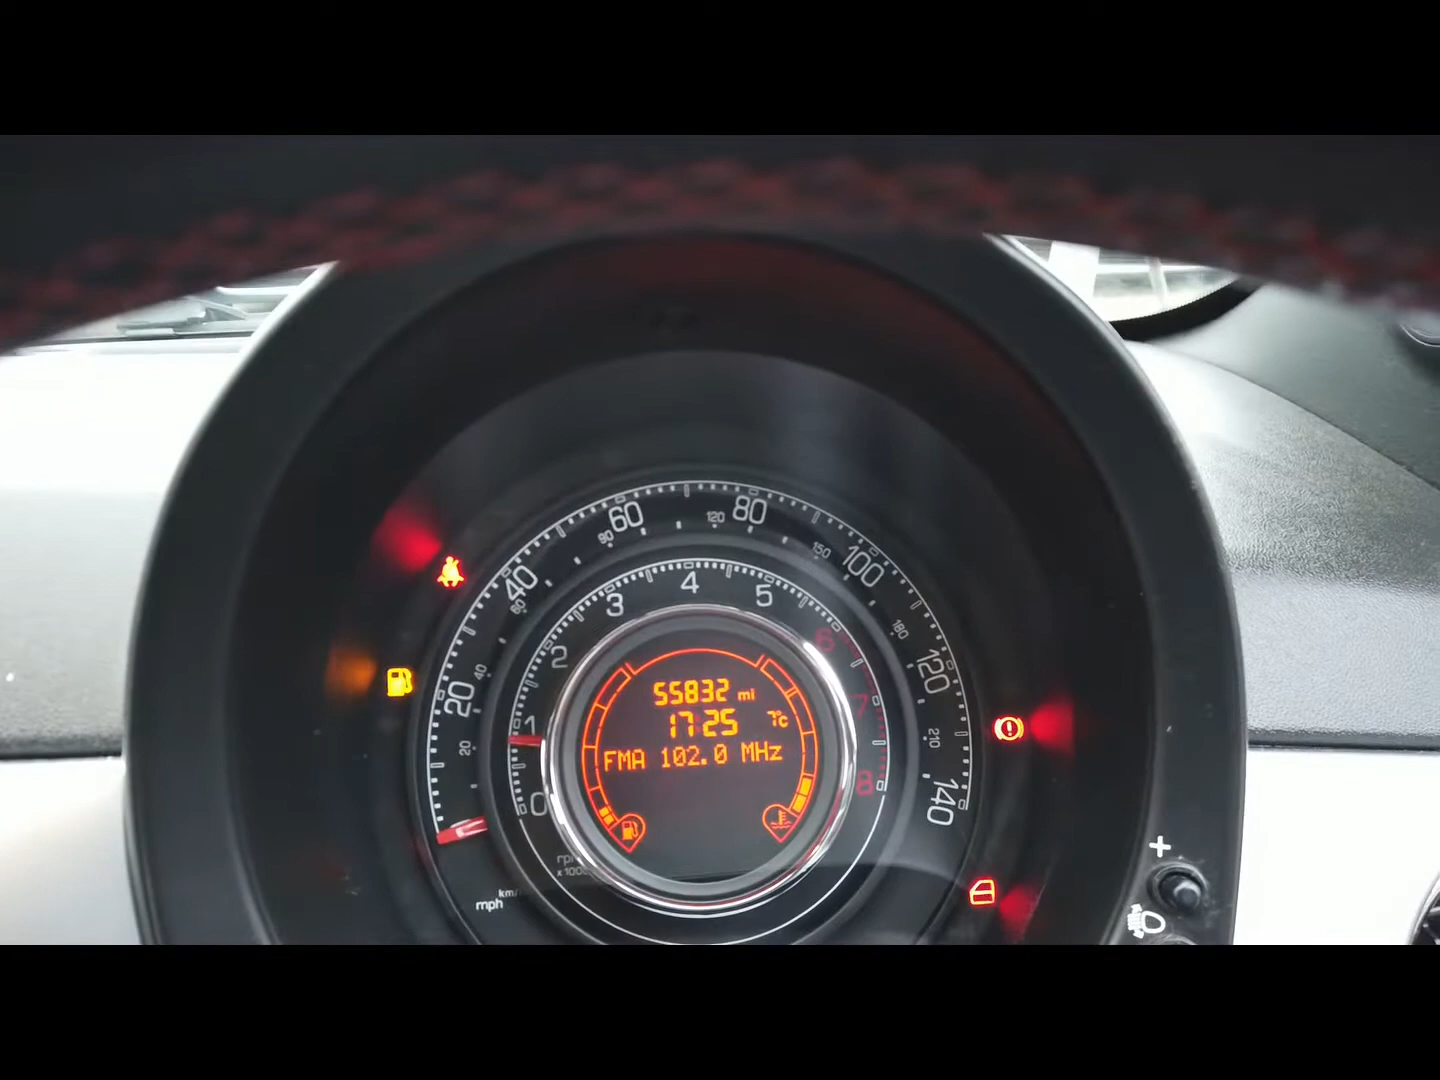 20 40 60 80 100 120 140
20 40 60 90 120 150 180 210
0 1 2 3 4 5 6 7 8
55832 mi
17:25 7°C
FMA 102.0 MHz
mph
+